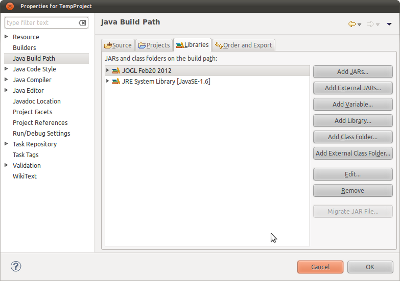 Properties for TempProject
type filter text
Java Build Path
Resource
Builders
Java Build Path
Java Code Style
Java Compiler
Java Editor
Javadoc Location
Project Facets
Project References
Run/Debug Settings
Task Repository
Task Tags
Validation
WikiText
Source Projects Libraries Order and Export
JARs and class folders on the build path:
JOGL Feb20 2012
JRE System Library [JavaSE-1.6]
Add JARs...
Add External JARs...
Add Variable...
Add Library...
Add Class Folder...
Add External Class Folder...
Edit...
Remove
Migrate JAR File...
Cancel OK